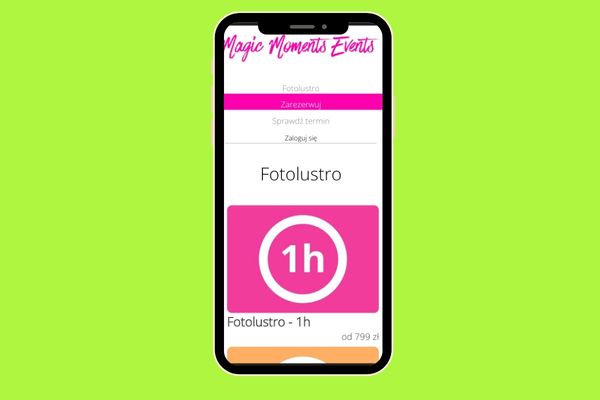 Magic Moments Events
Fotolustro
Zarezerwuj
Sprawdź termin
Zaloguj się
Fotolustro
1h
Fotolustro - 1h
od 799 zł